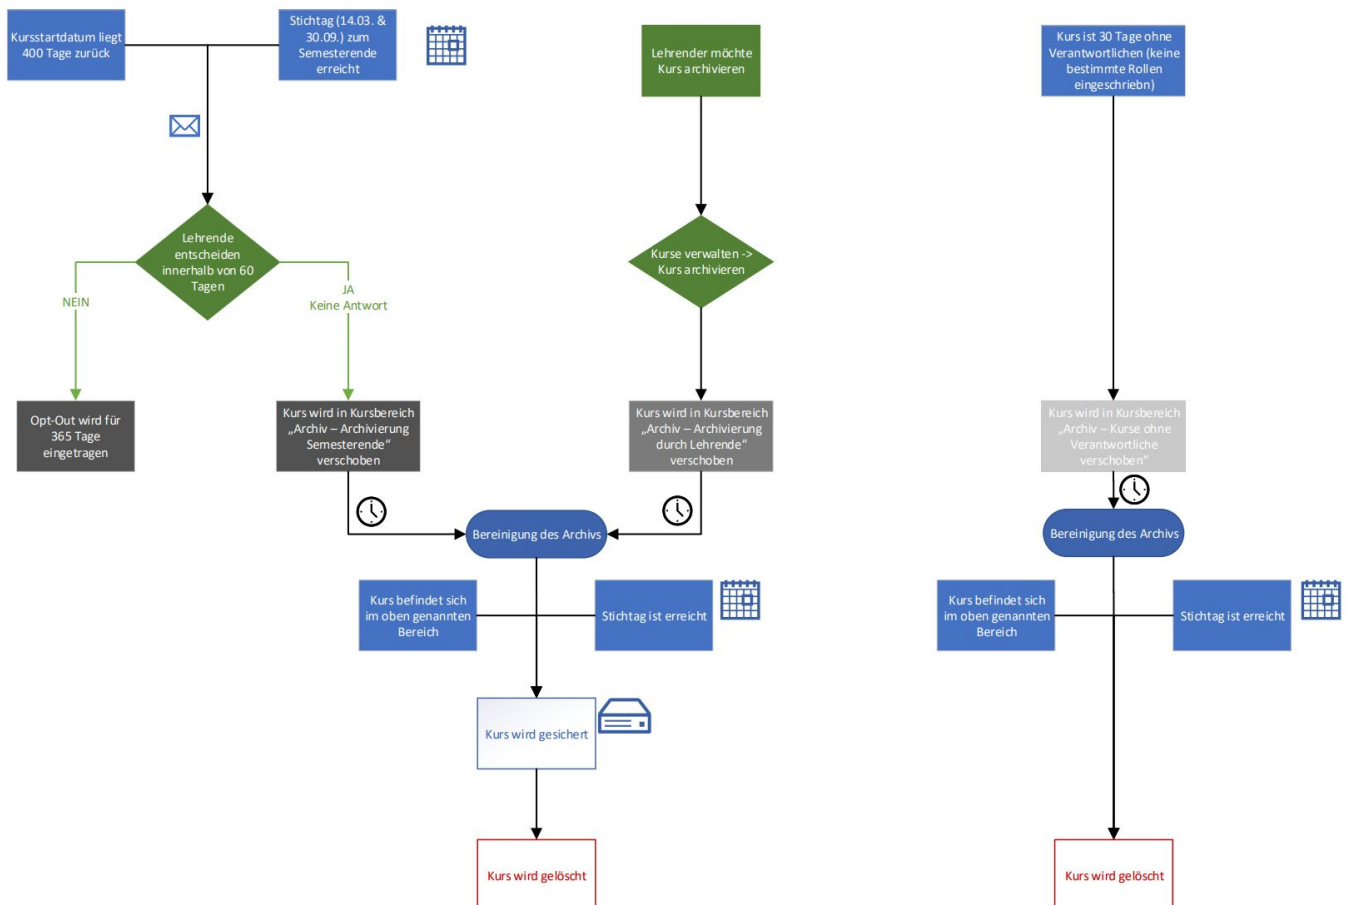 Kursstartdatum liegt
400 Tage zurück
Stichtag (14.03. &
30.09.) zum
Semesterende
erreicht
Lehrender möchte
Kurs archivieren
Kurs ist 30 Tage ohne
Verantwortlichen (keine
bestimmte Rollen
eingeschriebn)
Lehrende
entscheiden
innerhalb von 60
Tagen
Kurse verwalten ->
Kurs archivieren
NEIN
JA
Keine Antwort
Opt-Out wird für
365 Tage
eingetragen
Kurs wird in Kursbereich
„Archiv – Archivierung
Semesterende“
verschoben
Kurs wird in Kursbereich
„Archiv – Archivierung
durch Lehrende“
verschoben
Kurs wird in Kursbereich
„Archiv – Kurse ohne
Verantwortliche
verschoben“
Bereinigung des Archivs
Bereinigung des Archivs
Kurs befindet sich
im oben genannten
Bereich
Stichtag ist erreicht
Kurs befindet sich
im oben genannten
Bereich
Stichtag ist erreicht
Kurs wird gesichert
Kurs wird gelöscht
Kurs wird gelöscht